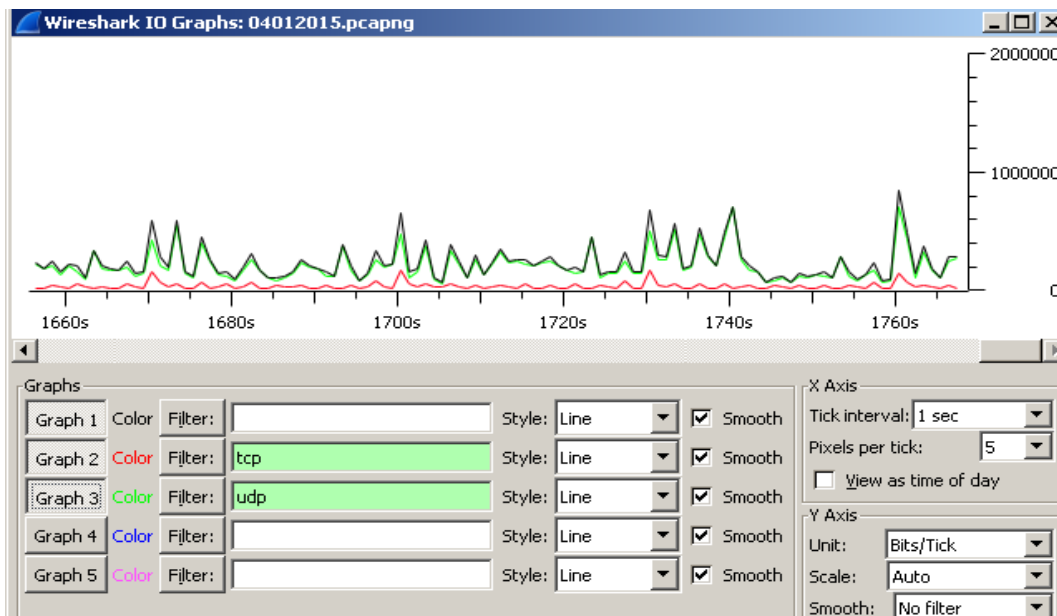 Wireshark IO Graphs: 04012015.pcapng
2000000
1000000
0
1660s 1680s 1700s 1720s 1740s 1760s
Graphs
Graph 1 Color Filter: Style: Line Smooth
Graph 2 Color Filter: tcp Style: Line Smooth
Graph 3 Color Filter: udp Style: Line Smooth
Graph 4 Color Filter: Style: Line Smooth
Graph 5 Color Filter: Style: Line Smooth
X Axis
Tick interval: 1 sec
Pixels per tick: 5
View as time of day
Y Axis
Unit: Bits/Tick
Scale: Auto
Smooth: No filter